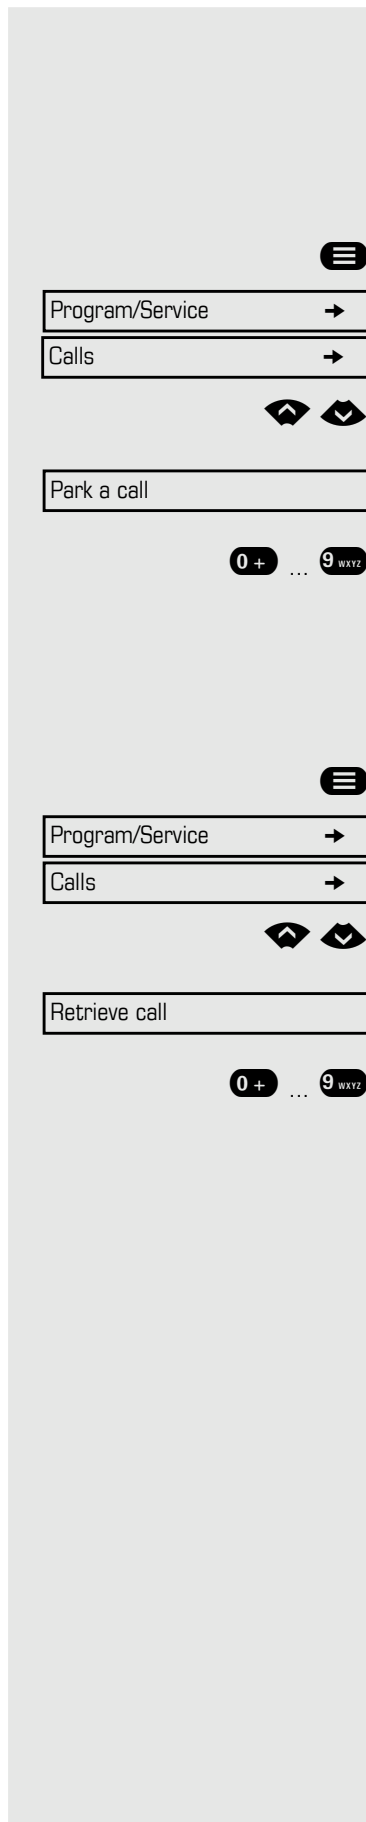 Program/Service
Calls
Park a call
0 + ... 9 WXYZ
Program/Service
Calls
Retrieve call
0 + ... 9 WXYZ